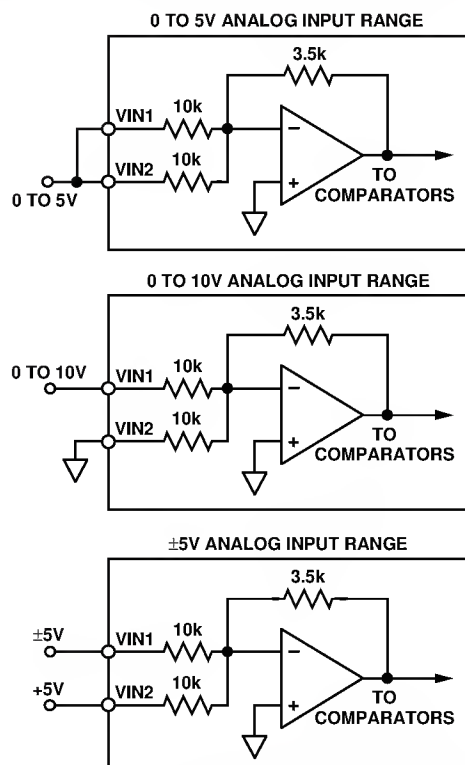 0 TO 5V ANALOG INPUT RANGE
3.5k
10k
VIN1
10k
VIN2
0 TO 5V
–
+
TO
COMPARATORS
0 TO 10V ANALOG INPUT RANGE
3.5k
10k
0 TO 10V
VIN1
10k
VIN2
–
+
TO
COMPARATORS
±5V ANALOG INPUT RANGE
3.5k
10k
±5V
VIN1
10k
+5V
VIN2
–
+
TO
COMPARATORS